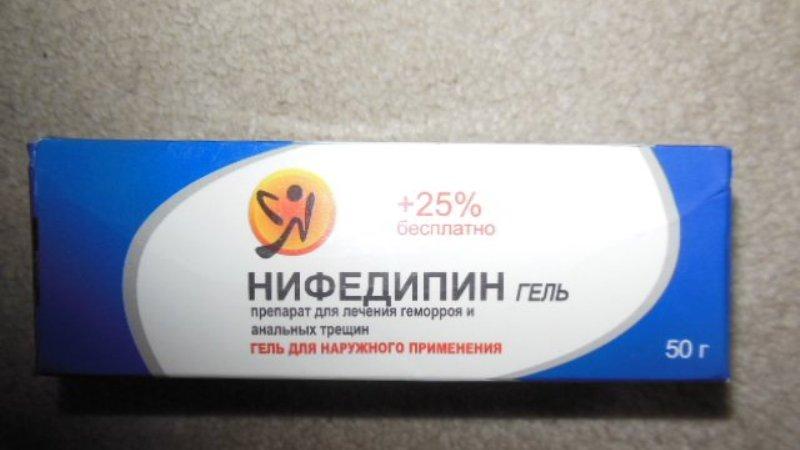 +25%
бесплатно
НИФЕДИПИН ГЕЛЬ
препарат для лечения геморроя и
анальных трещин
ГЕЛЬ ДЛЯ НАРУЖНОГО ПРИМЕНЕНИЯ
50 г